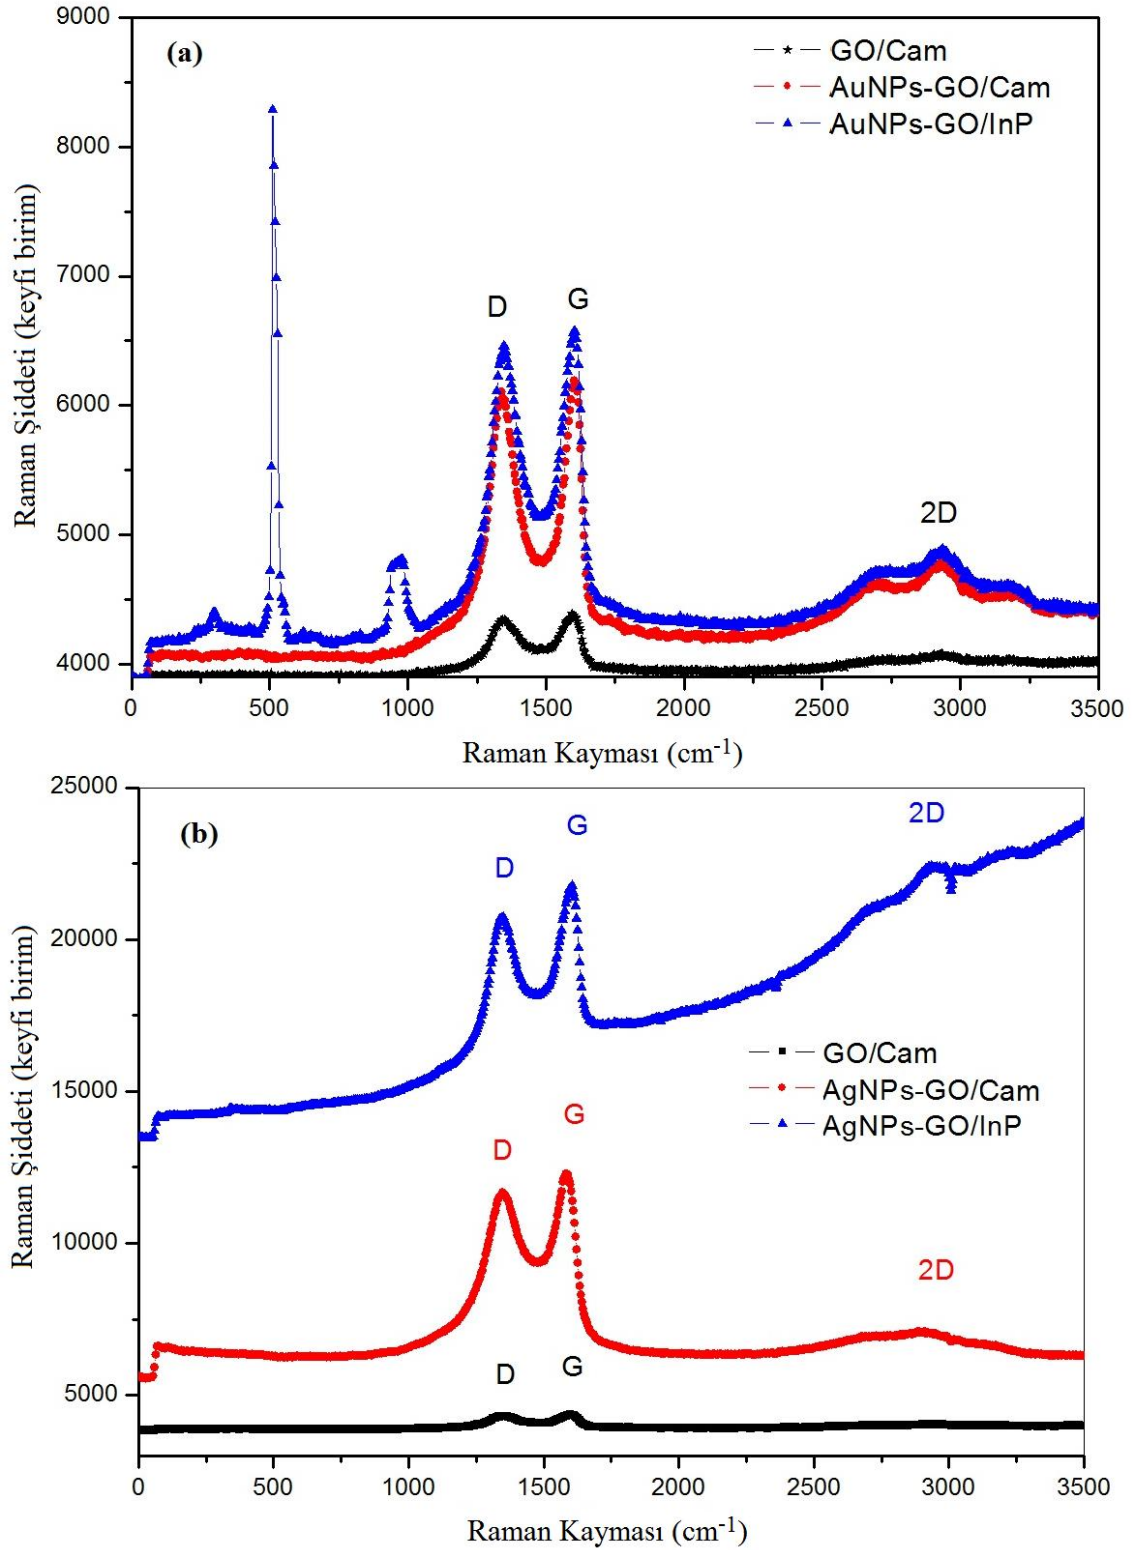 (a)
GO/Cam
AuNPs-GO/Cam
AuNPs-GO/InP
9000
8000
7000
6000
5000
4000
D
G
2D
Raman Şiddeti (keyfi birim)
0 500 1000 1500 2000 2500 3000 3500
Raman Kayması (cm-1)
(b)
25000
20000
15000
10000
5000
D
G
2D
GO/Cam
AgNPs-GO/Cam
AgNPs-GO/InP
D
G
2D
D
G
Raman Şiddeti (keyfi birim)
0 500 1000 1500 2000 2500 3000 3500
Raman Kayması (cm-1)